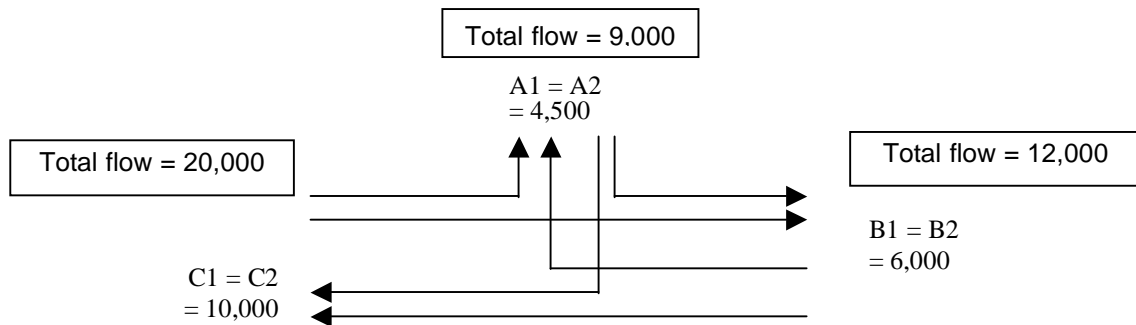 Total flow = 9,000
A1 = A2
= 4,500
Total flow = 20,000
Total flow = 12,000
B1 = B2
= 6,000
C1 = C2
= 10,000